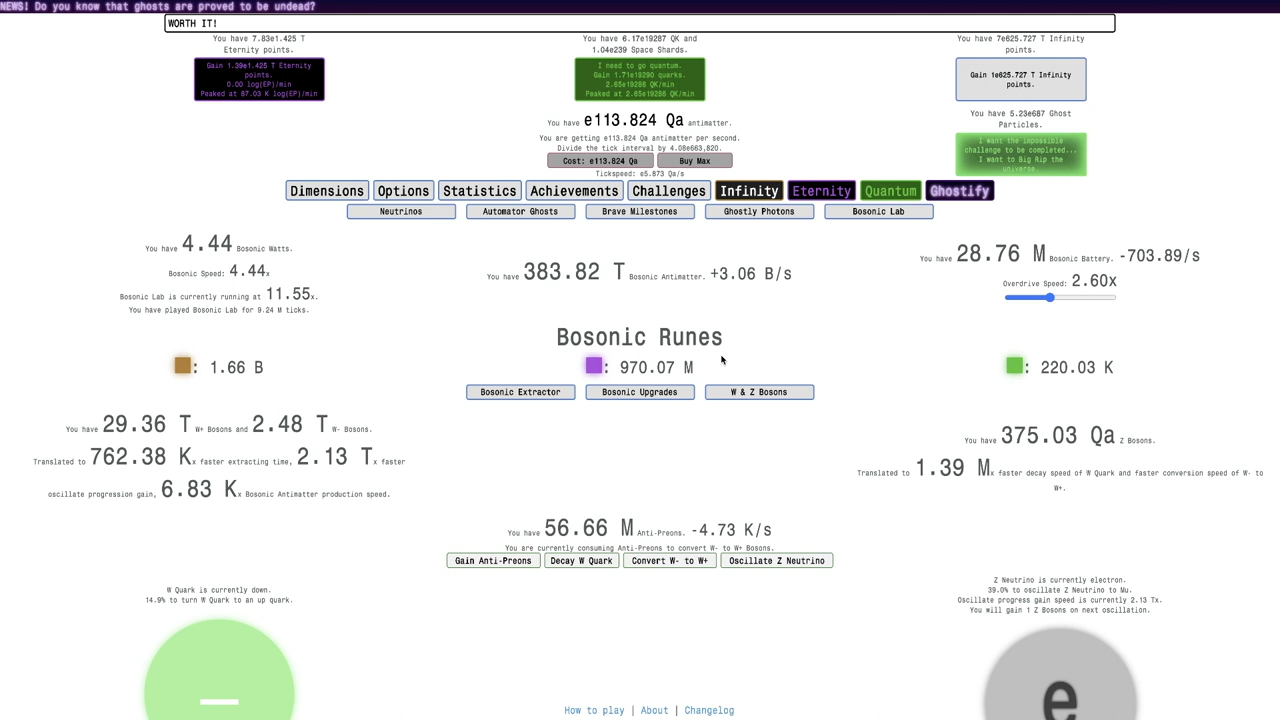 NEWS! Do you know that ghosts are proved to be undead?
WORTH IT!
You have 7.83e1.425 T
Eternity points.
Gain 1.39e1.425 T Eternity
points.
0.00 log(EP)/min
Peaked at 87.03 K log(EP)/min
You have 6.17e19287 QK and
1.04e239 Space Shards.
I need to go quantum.
Gain 1.71e19290 quarks.
2.65e19286 QK/min
Peaked at 2.65e19286 QK/min
You have 7e625.727 T Infinity
points.
Gain 1e625.727 T Infinity
points.
You have e113.824 Qa antimatter.
You are getting e113.824 Qa antimatter per second.
Divide the tick interval by 4.08e663,820.
Cost: e113.824 Qa
Buy Max
Tickspeed: e5.873 Qa/s
You have 5.23e687 Ghost
Particles.
I want the impossible
challenge to be completed...
I want to Big Rip the
universe.
Dimensions
Options
Statistics
Achievements
Challenges
Infinity
Eternity
Quantum
Ghostify
Neutrinos
Automator Ghosts
Brave Milestones
Ghostly Photons
Bosonic Lab
You have 4.44 Bosonic Watts.
Bosonic Speed: 4.44x
Bosonic Lab is currently running at 11.55x.
You have played Bosonic Lab for 9.24 M ticks.
You have 383.82 T Bosonic Antimatter. +3.06 B/s
You have 28.76 M Bosonic Battery. -703.89/s
Overdrive Speed: 2.60x
Bosonic Runes
: 1.66 B
: 970.07 M
: 220.03 K
Bosonic Extractor
Bosonic Upgrades
W & Z Bosons
You have 29.36 T W+ Bosons and 2.48 T W- Bosons.
Translated to 762.38 Kx faster extracting time, 2.13 Tx faster
oscillate progression gain, 6.83 Kx Bosonic Antimatter production speed.
You have 375.03 Qa Z Bosons.
Translated to 1.39 Mx faster decay speed of W Quark and faster conversion speed of W- to
W+.
You have 56.66 M Anti-Preons. -4.73 K/s
You are currently consuming Anti-Preons to convert W- to W+ Bosons.
Gain Anti-Preons
Decay W Quark
Convert W- to W+
Oscillate Z Neutrino
W Quark is currently down.
14.9% to turn W Quark to an up quark.
–
Z Neutrino is currently electron.
39.0% to oscillate Z Neutrino to Mu.
Oscillate progress gain speed is currently 2.13 Tx.
You will gain 1 Z Bosons on next oscillation.
e
How to play | About | Changelog